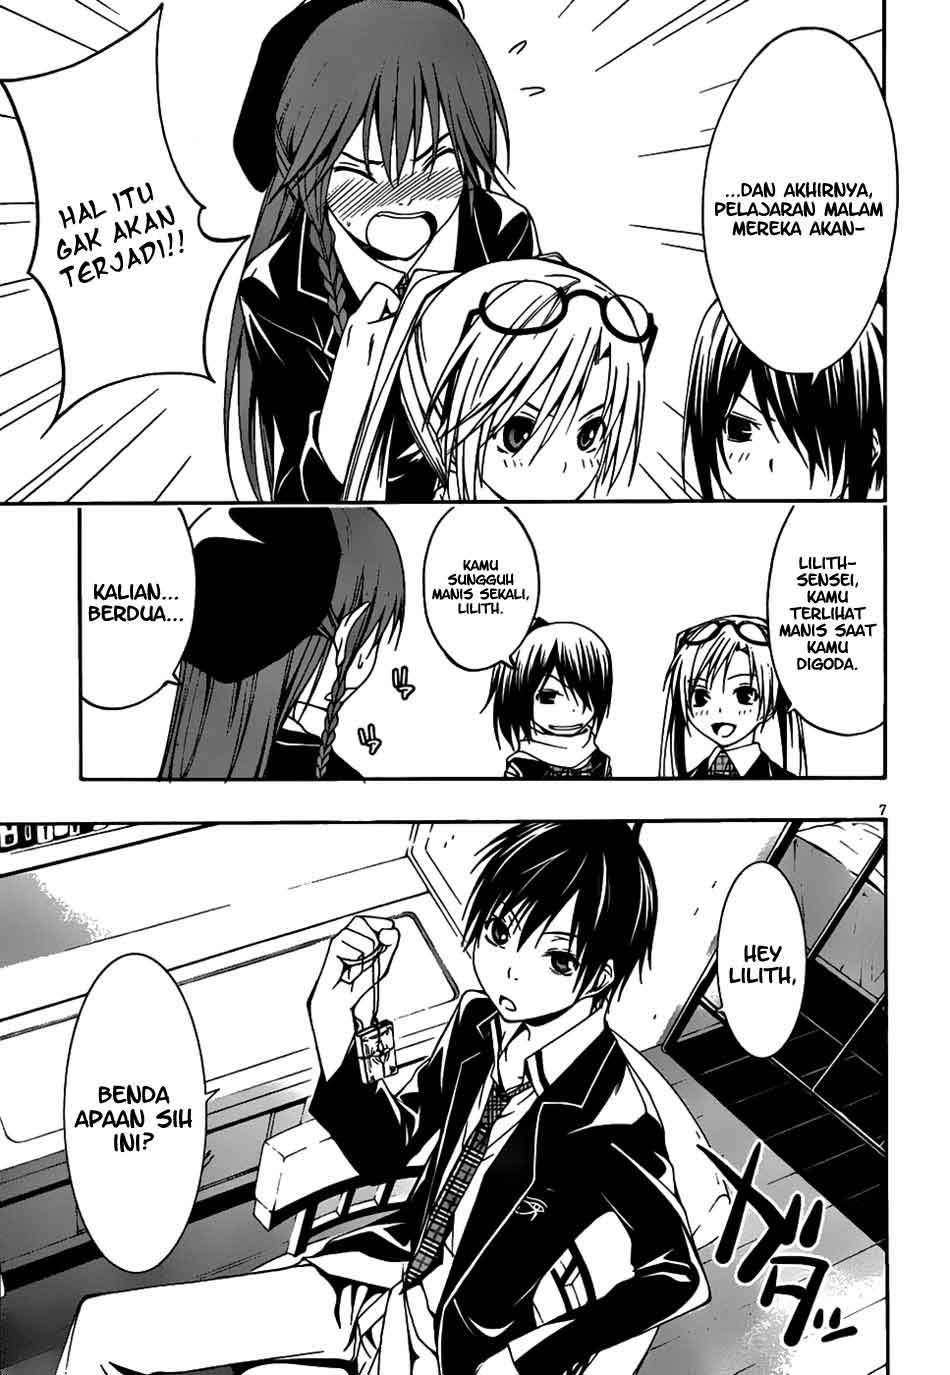 ...DAN AKHIRNYA,
PELAJARAN MALAM
MEREKA AKAN-
HAL ITU
GAK AKAN
TERJADI!!
LILITH-
SENSEI,
KAMU
TERLIHAT
MANIS SAAT
KAMU
DIGODA.
KAMU
SUNGGUH
MANIS SEKALI,
LILITH.
KALIAN...
BERDUA...
7
HEY
LILITH,
BENDA
APAAN SIH
INI?